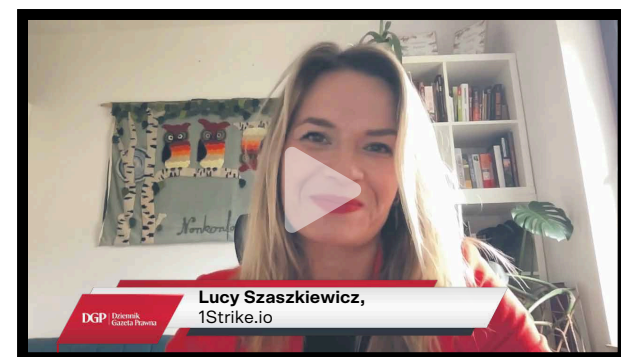 Lucy Szaszkiewicz,
1Strike.io
DGP Dziennik
Gazeta Prawna